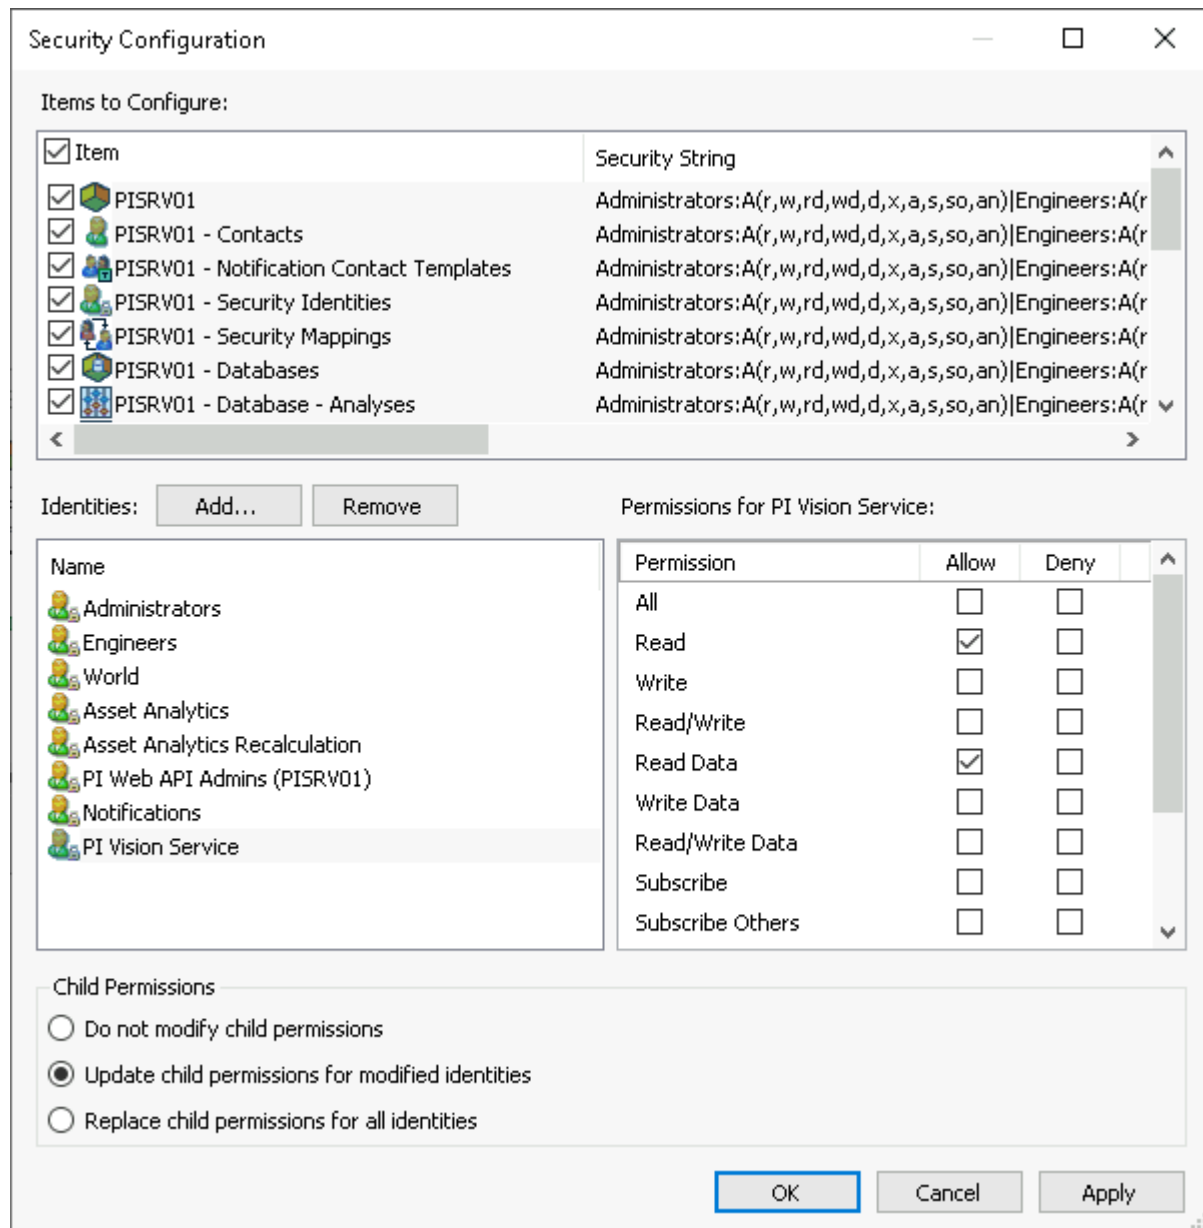 Security Configuration
Items to Configure:
Item Security String
PISRV01 Administrators:A(r,w,rd,wd,d,x,a,s,so,an)|Engineers:A(r
PISRV01 - Contacts Administrators:A(r,w,rd,wd,d,x,a,s,so,an)|Engineers:A(r
PISRV01 - Notification Contact Templates Administrators:A(r,w,rd,wd,d,x,a,s,so,an)|Engineers:A(r
PISRV01 - Security Identities Administrators:A(r,w,rd,wd,d,x,a,s,so,an)|Engineers:A(r
PISRV01 - Security Mappings Administrators:A(r,w,rd,wd,d,x,a,s,so,an)|Engineers:A(r
PISRV01 - Databases Administrators:A(r,w,rd,wd,d,x,a,s,so,an)|Engineers:A(r
PISRV01 - Database - Analyses Administrators:A(r,w,rd,wd,d,x,a,s,so,an)|Engineers:A(r
Identities: Add... Remove
Name
Administrators
Engineers
World
Asset Analytics
Asset Analytics Recalculation
PI Web API Admins (PISRV01)
Notifications
PI Vision Service
Permissions for PI Vision Service:
Permission Allow Deny
All
Read
Write
Read/Write
Read Data
Write Data
Read/Write Data
Subscribe
Subscribe Others
Child Permissions
Do not modify child permissions
Update child permissions for modified identities
Replace child permissions for all identities
OK Cancel Apply